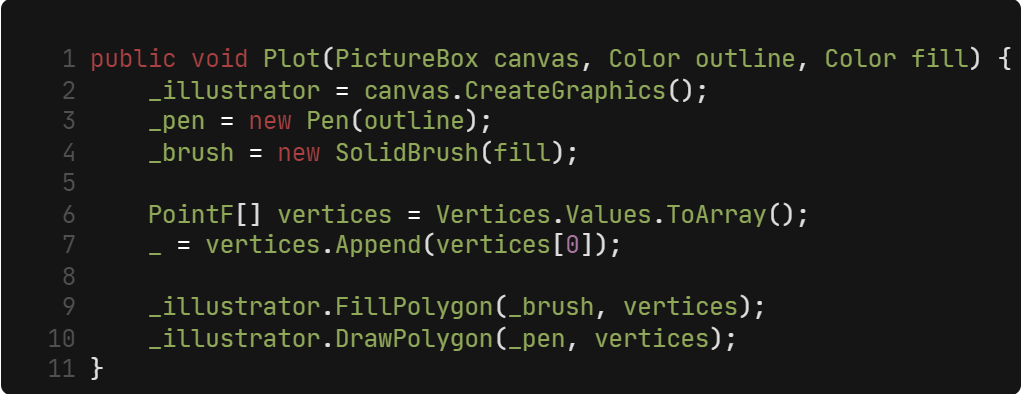 1 public void Plot(PictureBox canvas, Color outline, Color fill) {
2     _illustrator = canvas.CreateGraphics();
3     _pen = new Pen(outline);
4     _brush = new SolidBrush(fill);
5
6     PointF[] vertices = Vertices.Values.ToArray();
7     _ = vertices.Append(vertices[0]);
8
9     _illustrator.FillPolygon(_brush, vertices);
10     _illustrator.DrawPolygon(_pen, vertices);
11 }